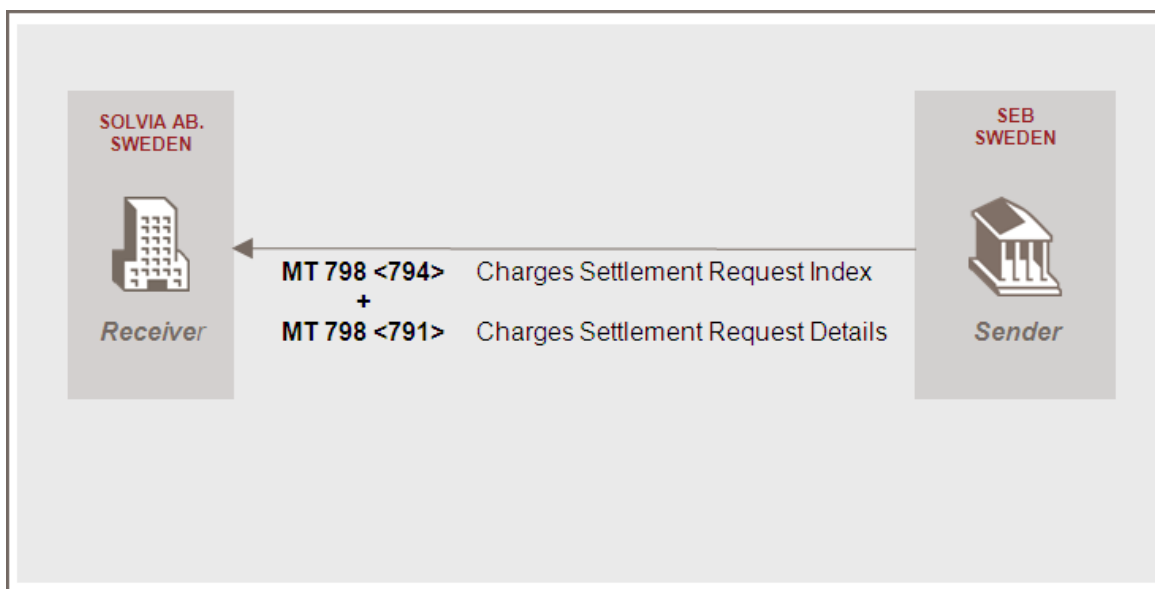 SOLVIA AB.
SWEDEN
Receiver
MT 798 <794> Charges Settlement Request Index
+
MT 798 <791> Charges Settlement Request Details
SEB
SWEDEN
Sender